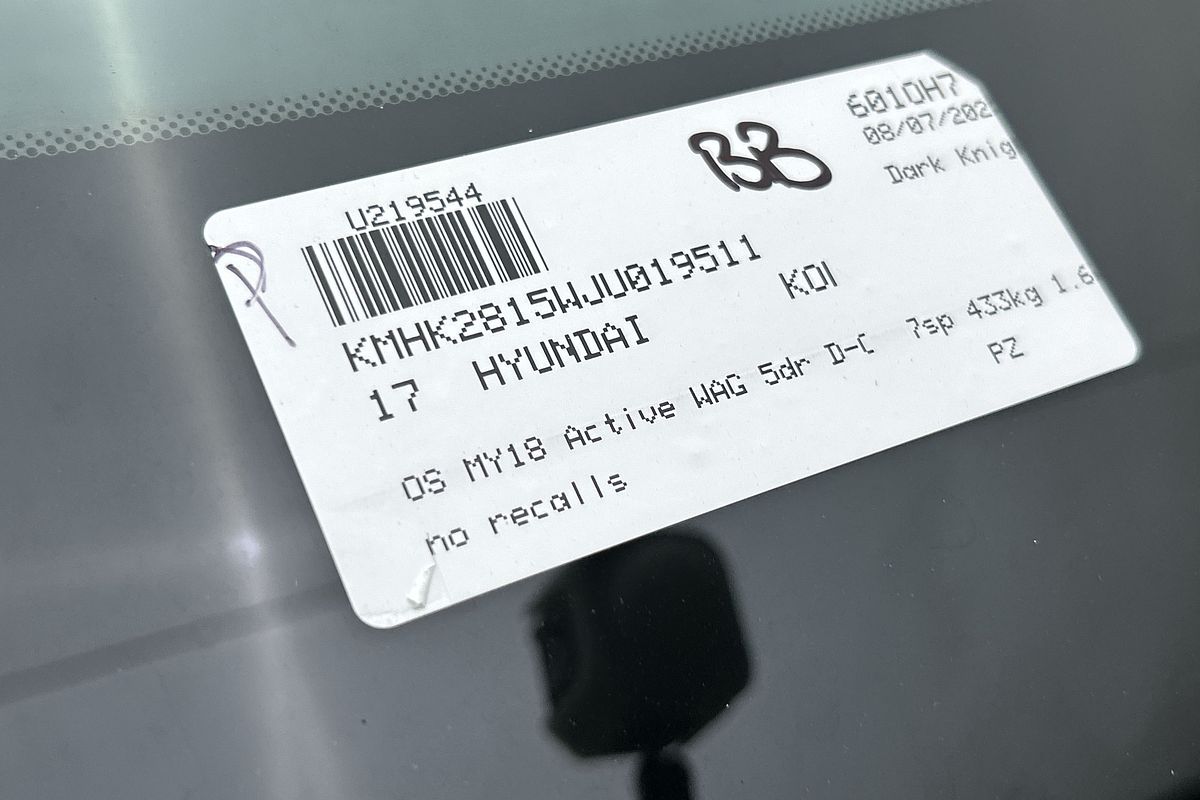 U219544
BB
601OH7
08/07/202
Dark Knig
KMHK2815WJU019511
17 HYUNDAI KOI
OS MY18 Active WAG 5dr D-C 7sp 433kg 1.6
PZ
no recalls